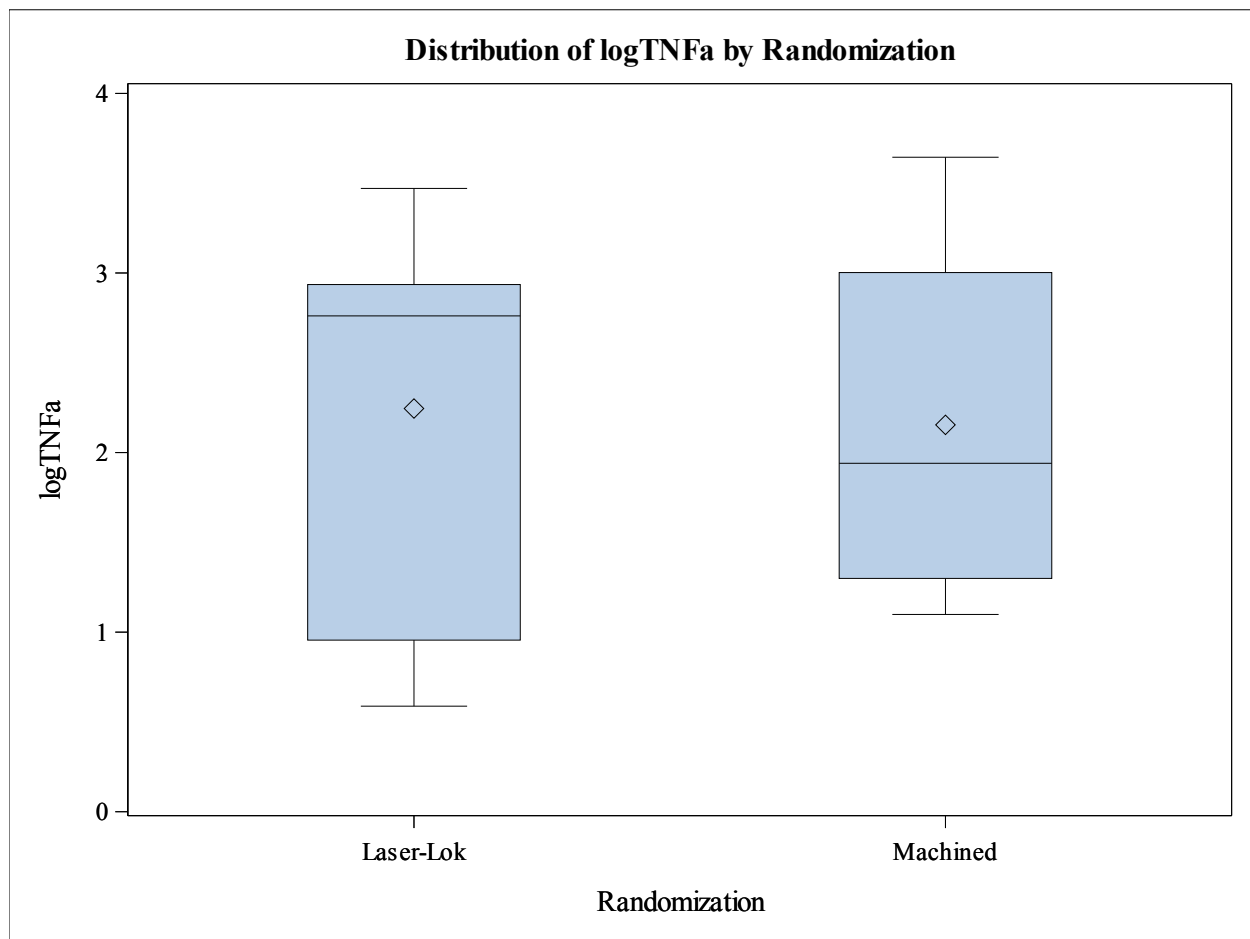 Distribution of logTNFa by Randomization
4
3
2
1
0
logTNFa
Laser-Lok
Machined
Randomization